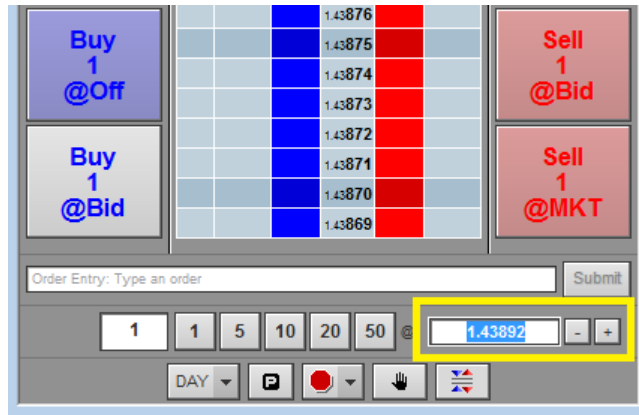 Buy
1
@Off
Buy
1
@Bid
1.43876
1.43875
1.43874
1.43873
1.43872
1.43871
1.43870
1.43869
Sell
1
@Bid
Sell
1
@MKT
Order Entry: Type an order
Submit
1 1 5 10 20 50 @ 1.43892 - +
DAY P